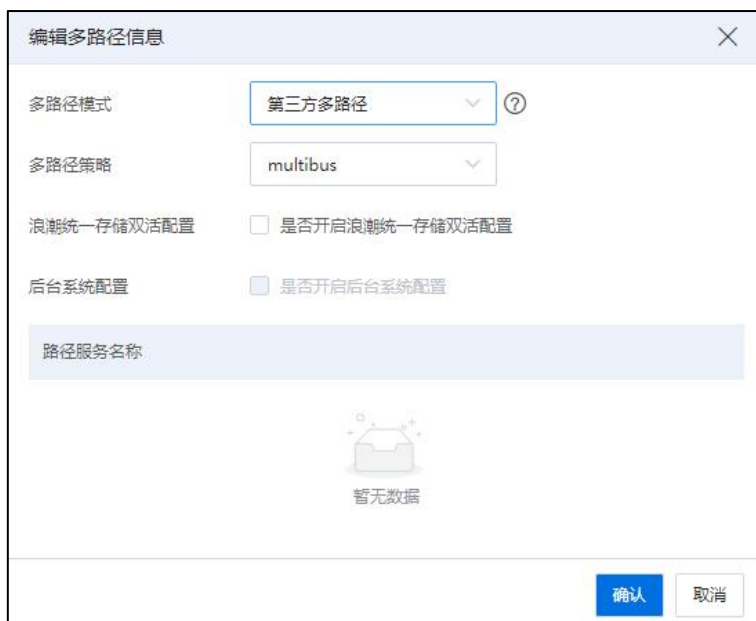 编辑多路径信息
多路径模式 第三方多路径
多路径策略 multibus
浪潮统一存储双活配置 是否开启浪潮统一存储双活配置
后台系统配置 是否开启后台系统配置
路径服务名称
暂无数据
确认 取消